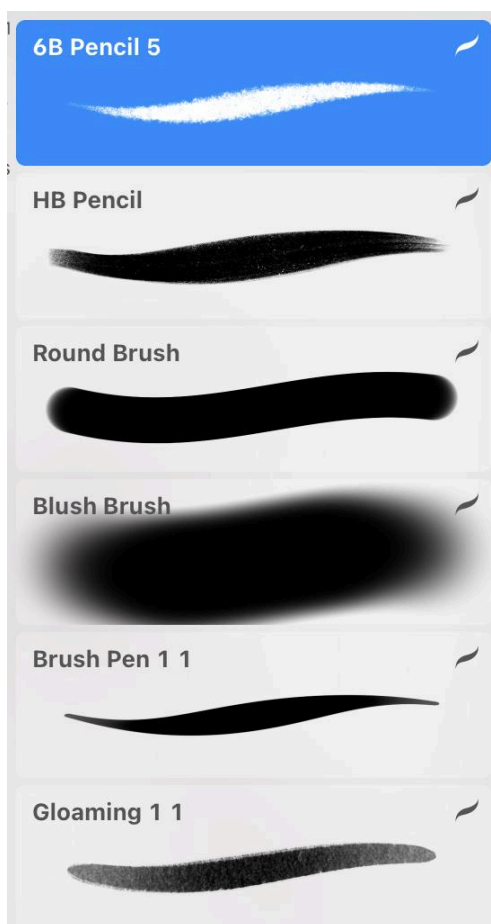 6B Pencil 5
HB Pencil
Round Brush
Blush Brush
Brush Pen 1 1
Gloaming 1 1